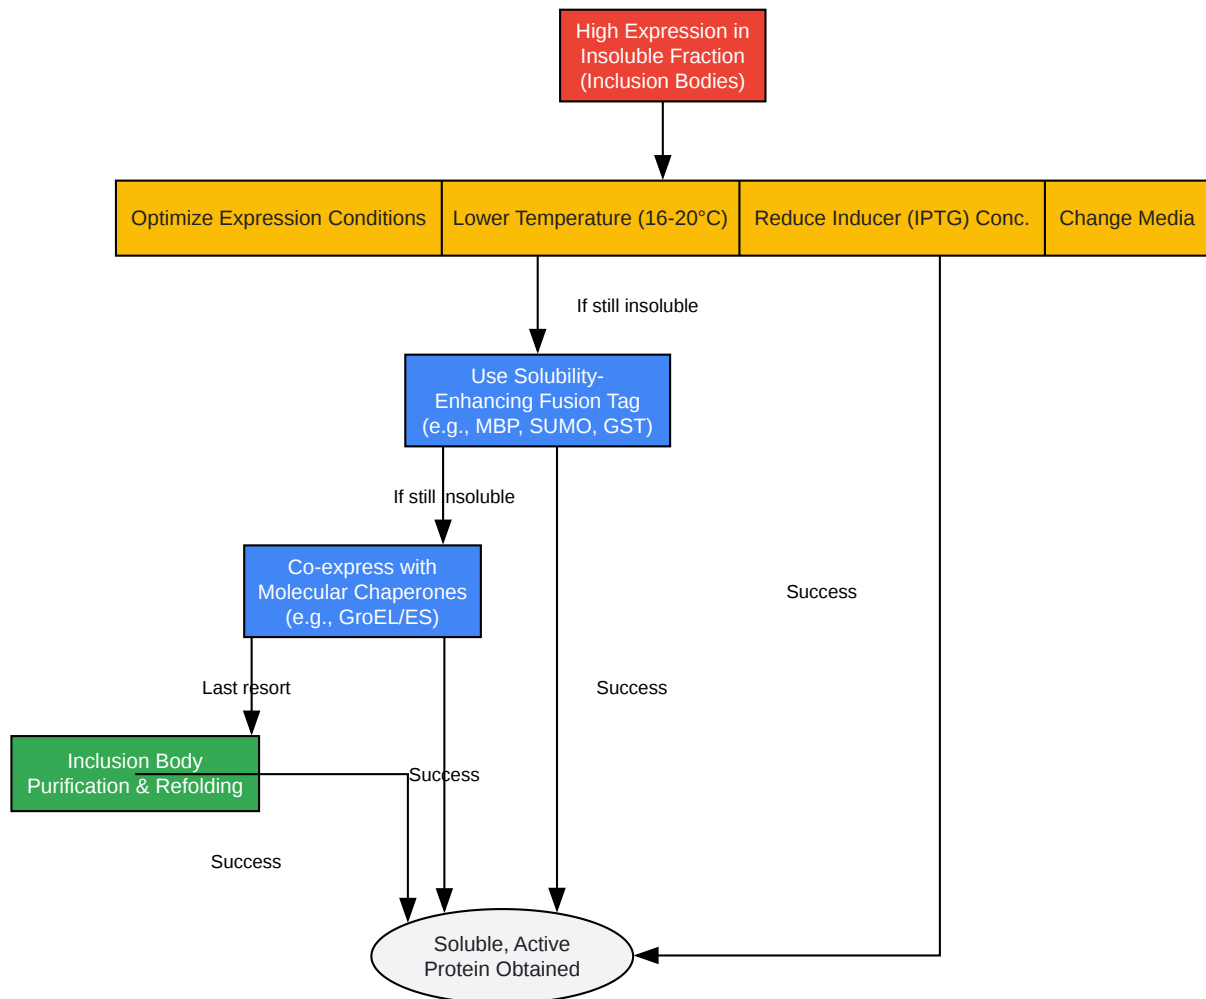 High Expression in
Insoluble Fraction
(Inclusion Bodies)
Optimize Expression Conditions
Lower Temperature (16-20°C)
Reduce Inducer (IPTG) Conc.
Change Media
If still insoluble
Use Solubility-
Enhancing Fusion Tag
(e.g., MBP, SUMO, GST)
If still insoluble
Co-express with
Molecular Chaperones
(e.g., GroEL/ES)
Success
Last resort
Success
Inclusion Body
Purification & Refolding
Success
Success
Soluble, Active
Protein Obtained